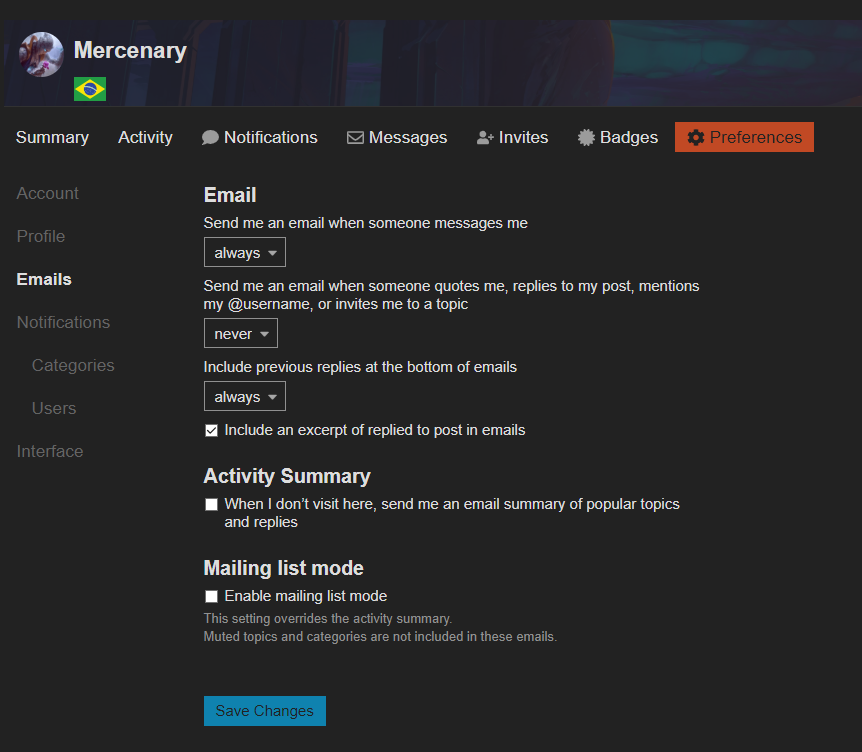 Mercenary
Summary Activity Notifications Messages Invites Badges Preferences
Account
Profile
Emails
Notifications
Categories
Users
Interface
Email
Send me an email when someone messages me
always
Send me an email when someone quotes me, replies to my post, mentions
my @username, or invites me to a topic
never
Include previous replies at the bottom of emails
always
Include an excerpt of replied to post in emails
Activity Summary
When I don’t visit here, send me an email summary of popular topics
and replies
Mailing list mode
Enable mailing list mode
This setting overrides the activity summary.
Muted topics and categories are not included in these emails.
Save Changes